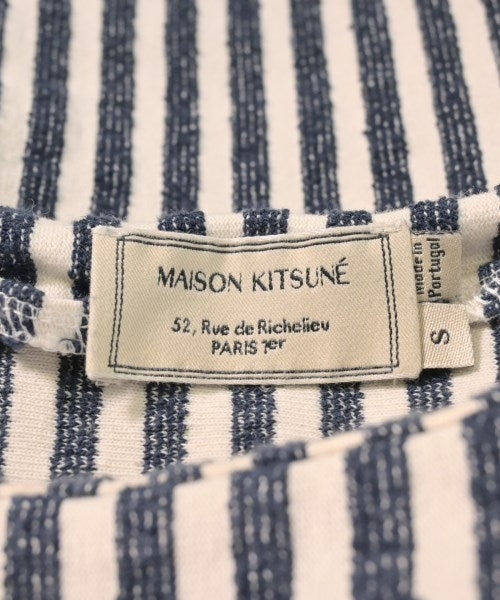 MAISON KITSUNÉ
52, Rue de Richelieu
PARIS 1er
made in
Portugal
S